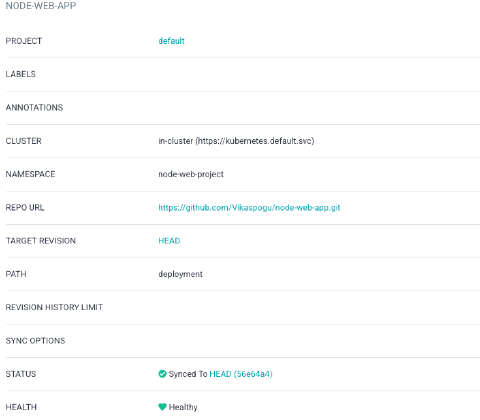 NODE-WEB-APP
PROJECT default
LABELS
ANNOTATIONS
CLUSTER in-cluster (https://kubernetes.default.svc)
NAMESPACE node-web-project
REPO URL https://github.com/Vikaspogu/node-web-app.git
TARGET REVISION HEAD
PATH deployment
REVISION HISTORY LIMIT
SYNC OPTIONS
STATUS Synced To HEAD (56e64a4)
HEALTH Healthy